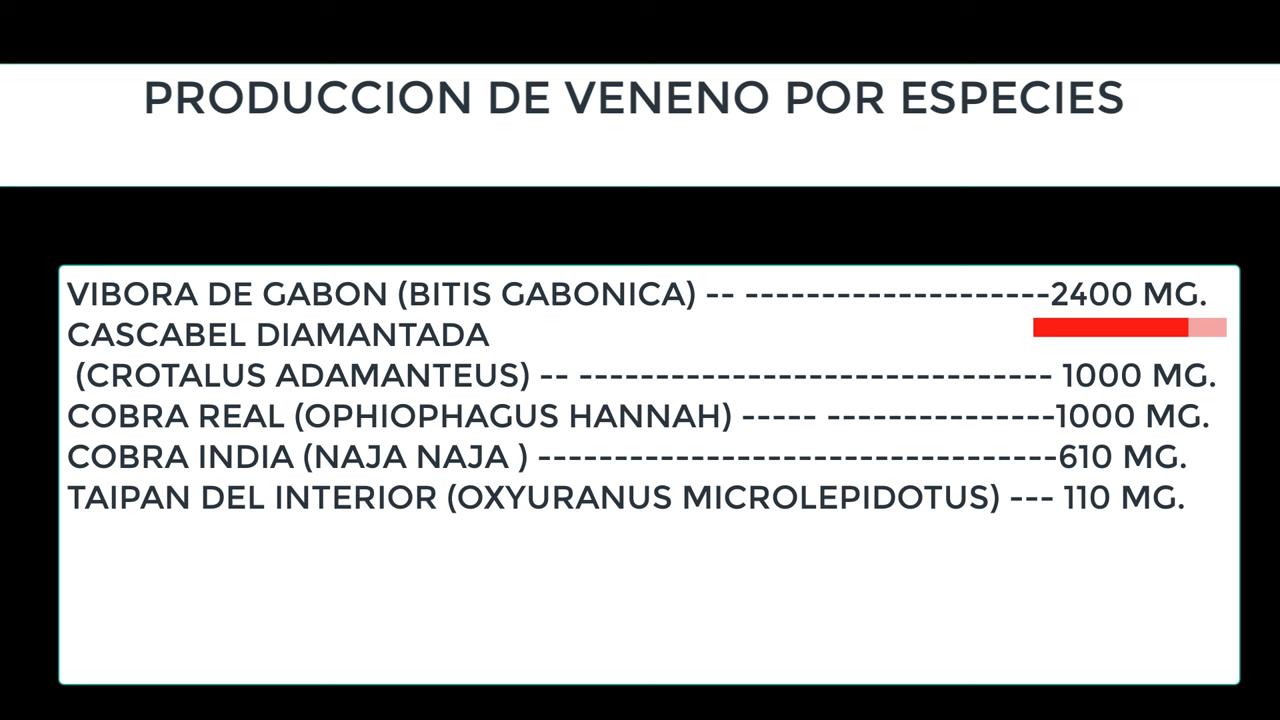 PRODUCCION DE VENENO POR ESPECIES
VIBORA DE GABON (BITIS GABONICA) -- --------------------2400 MG.
CASCABEL DIAMANTADA
(CROTALUS ADAMANTEUS) -- ------------------------------- 1000 MG.
COBRA REAL (OPHIOPHAGUS HANNAH) ----- ---------------1000 MG.
COBRA INDIA (NAJA NAJA ) ----------------------------------610 MG.
TAIPAN DEL INTERIOR (OXYURANUS MICROLEPIDOTUS) --- 110 MG.